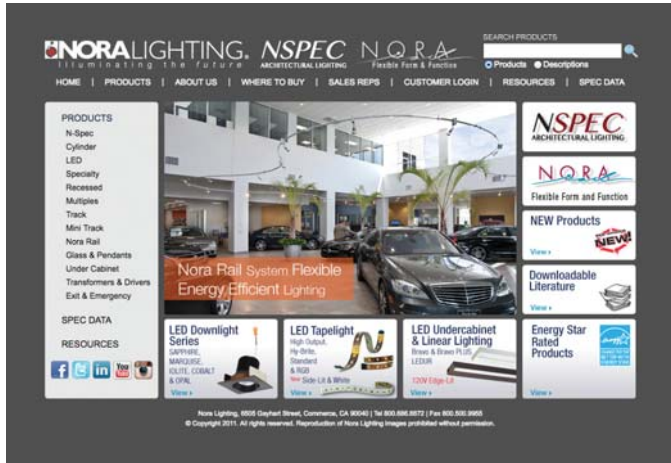 NORALIGHTING®
Illuminating the future
NSPEC
ARCHITECTURAL LIGHTING
NORA
Flexible Form & Function
SEARCH PRODUCTS
Products Descriptions
HOME | PRODUCTS | ABOUT US | WHERE TO BUY | SALES REPS | CUSTOMER LOGIN | RESOURCES | SPEC DATA
PRODUCTS
N-Spec
Cylinder
LED
Specialty
Recessed
Multiples
Track
Mini Track
Nora Rail
Glass & Pendants
Under Cabinet
Transformers & Drivers
Exit & Emergency
SPEC DATA
RESOURCES
You
Tube
Nora Rail System Flexible
Energy Efficient Lighting
NSPEC
ARCHITECTURAL LIGHTING
NORA
Flexible Form and Function
NEW Products
NEW!
View ›
Downloadable
Literature
View ›
LED Downlight
Series
SAPPHIRE,
MARQUISE,
IOLITE, COBALT
& OPAL
View ›
LED Tapelight
High Output,
Hy-Brite,
Standard
& RGB
New Side-Lit & White
View ›
LED Undercabinet
& Linear Lighting
Bravo & Bravo PLUS
LEDUR
120V Edge-Lit
View ›
Energy Star
Rated
Products
View ›
Nora Lighting, 6505 Gayhart Street, Commerce, CA 90040 | Tel 800.686.6672 | Fax 800.500.9955
© Copyright 2011. All rights reserved. Reproduction of Nora Lighting images prohibited without permission.